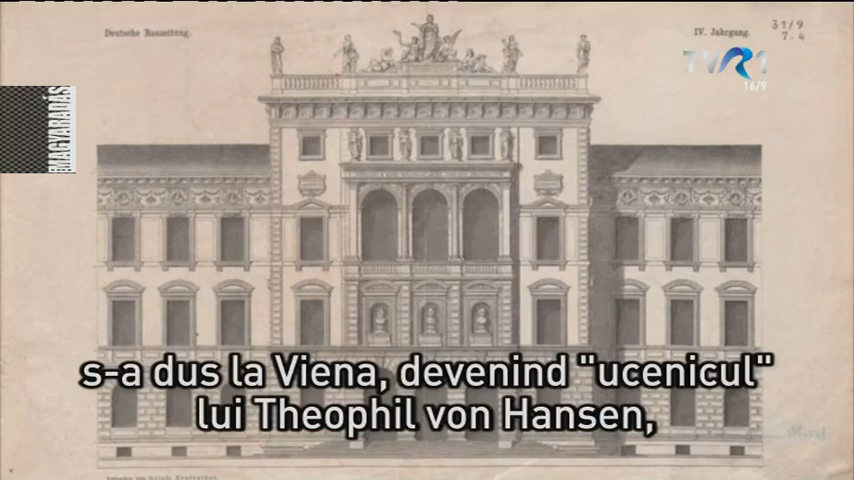 Deutsche Bauzeitung.
IV. Jahrgang.
31/9
7.4
TVR1
16/9
MAGYARADÁS
s-a dus la Viena, devenind "ucenicul"
lui Theophil von Hansen,